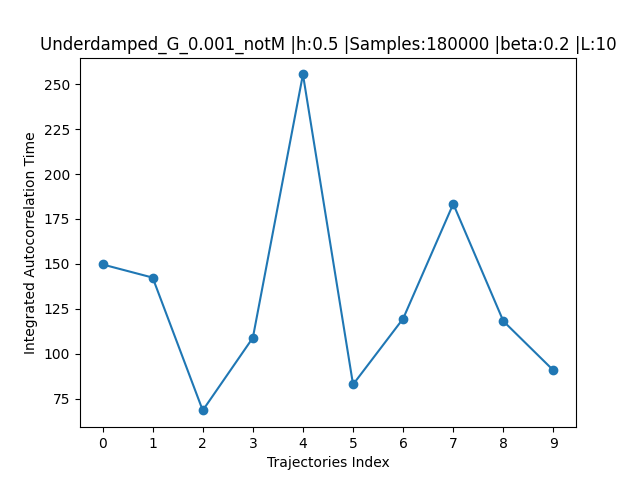 Underdamped_G_0.001_notM |h:0.5 |Samples:180000 |beta:0.2 |L:10
Integrated Autocorrelation Time
250
225
200
175
150
125
100
75
0 1 2 3 4 5 6 7 8 9
Trajectories Index